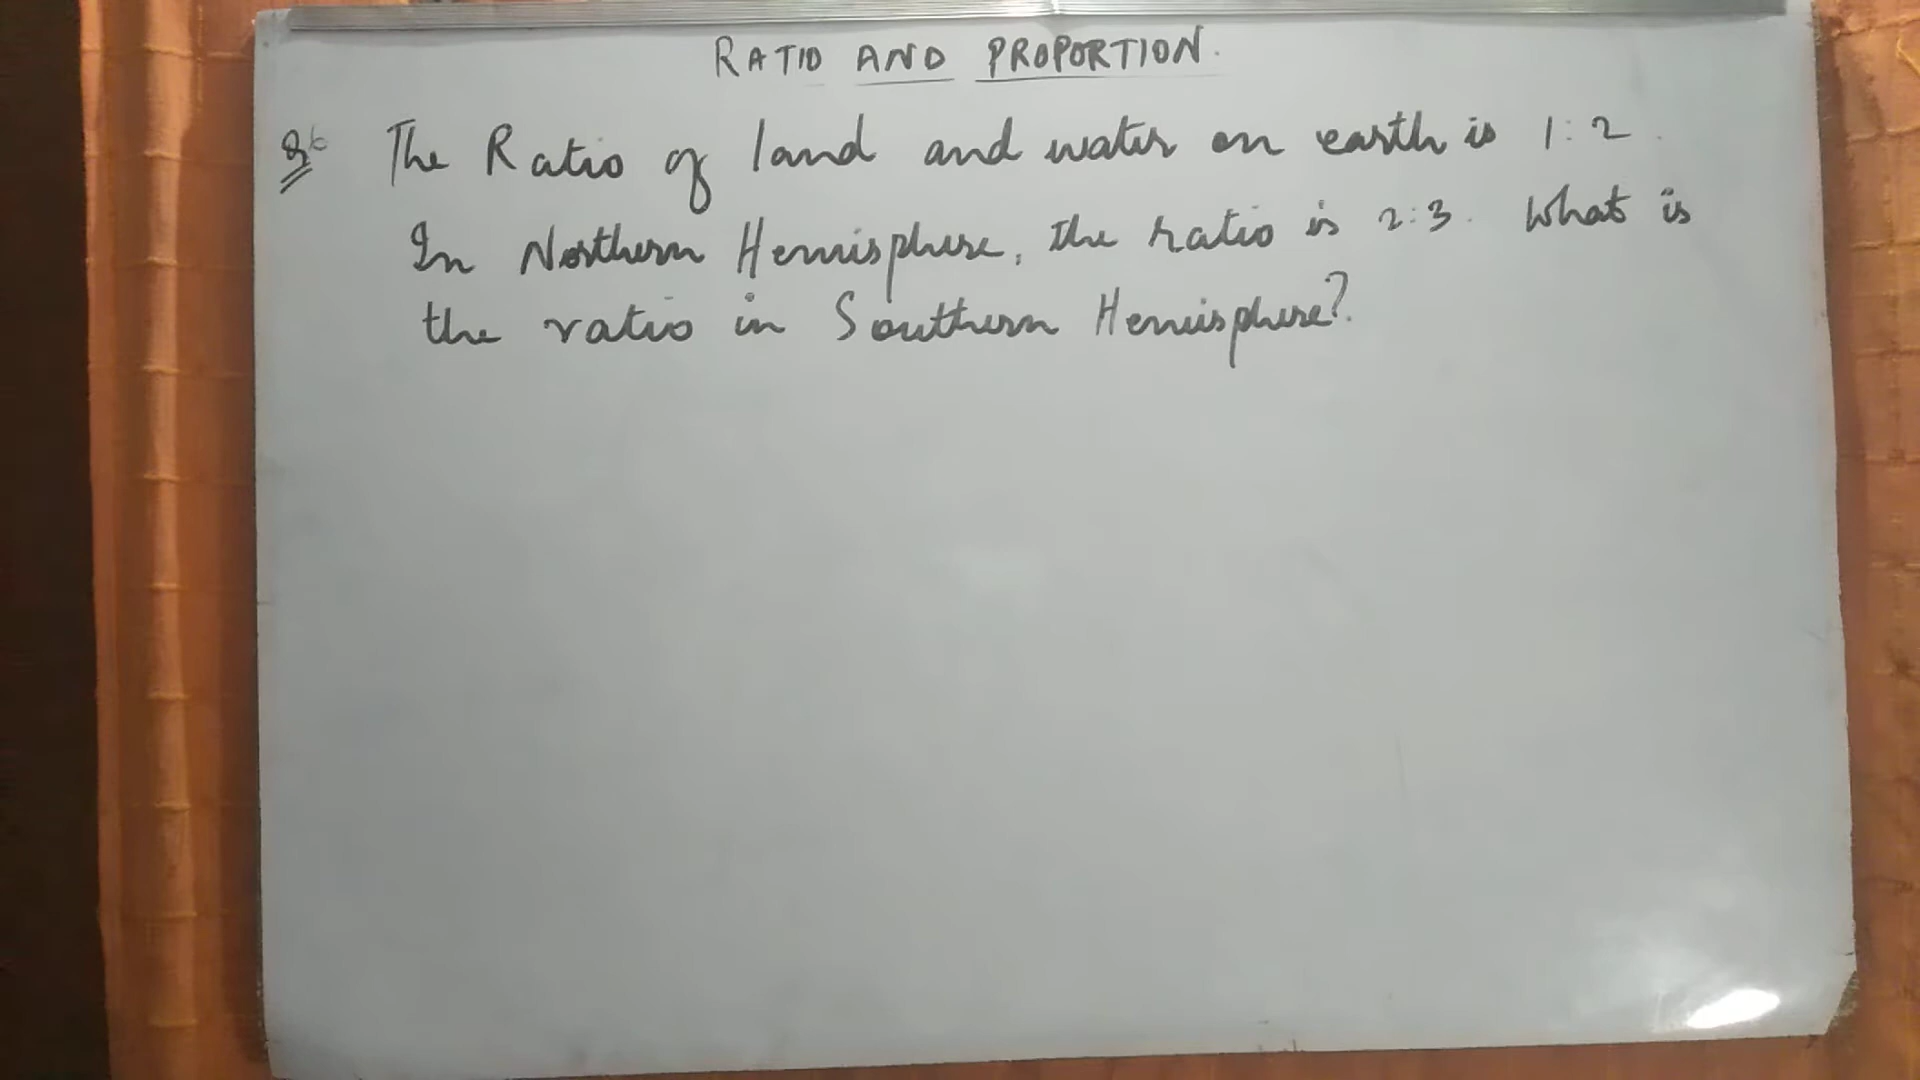 RATIO AND PROPORTION.
Q6 The Ratio of land and water on earth is 1:2.
In Northern Hemisphere, the ratio is 2:3. What is
the ratio in Southern Hemisphere?